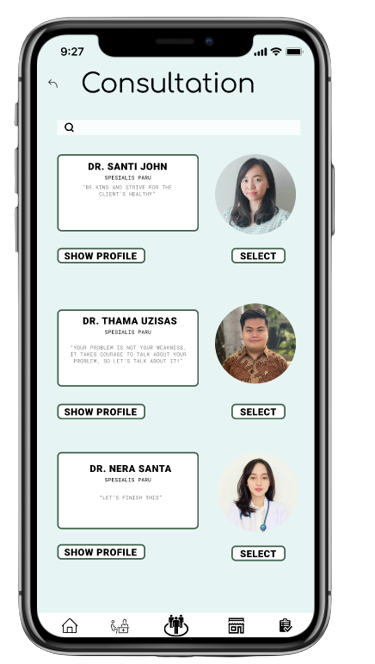 9:27
Consultation
DR. SANTI JOHN
SPESIALIS PARU
"BE KIND AND STRIVE FOR THE
CLIENT'S HEALTHY"
SHOW PROFILE
SELECT
DR. THAMA UZISAS
SPESIALIS PARU
"YOUR PROBLEM IS NOT YOUR WEAKNESS,
IT TAKES COURAGE TO TALK ABOUT YOUR
PROBLEM, SO LET'S TALK ABOUT IT!"
SHOW PROFILE
SELECT
DR. NERA SANTA
SPESIALIS PARU
"LET'S FINISH THIS"
SHOW PROFILE
SELECT